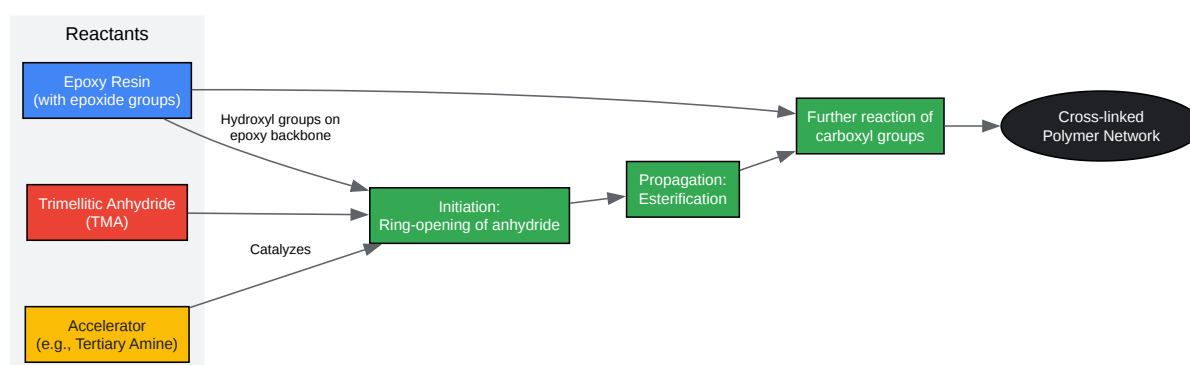 Reactants
Epoxy Resin
(with epoxide groups)
Hydroxyl groups on
epoxy backbone
Trimellitic Anhydride
(TMA)
Catalyzes
Accelerator
(e.g., Tertiary Amine)
Initiation:
Ring-opening of anhydride
Propagation:
Esterification
Further reaction of
carboxyl groups
Cross-linked
Polymer Network